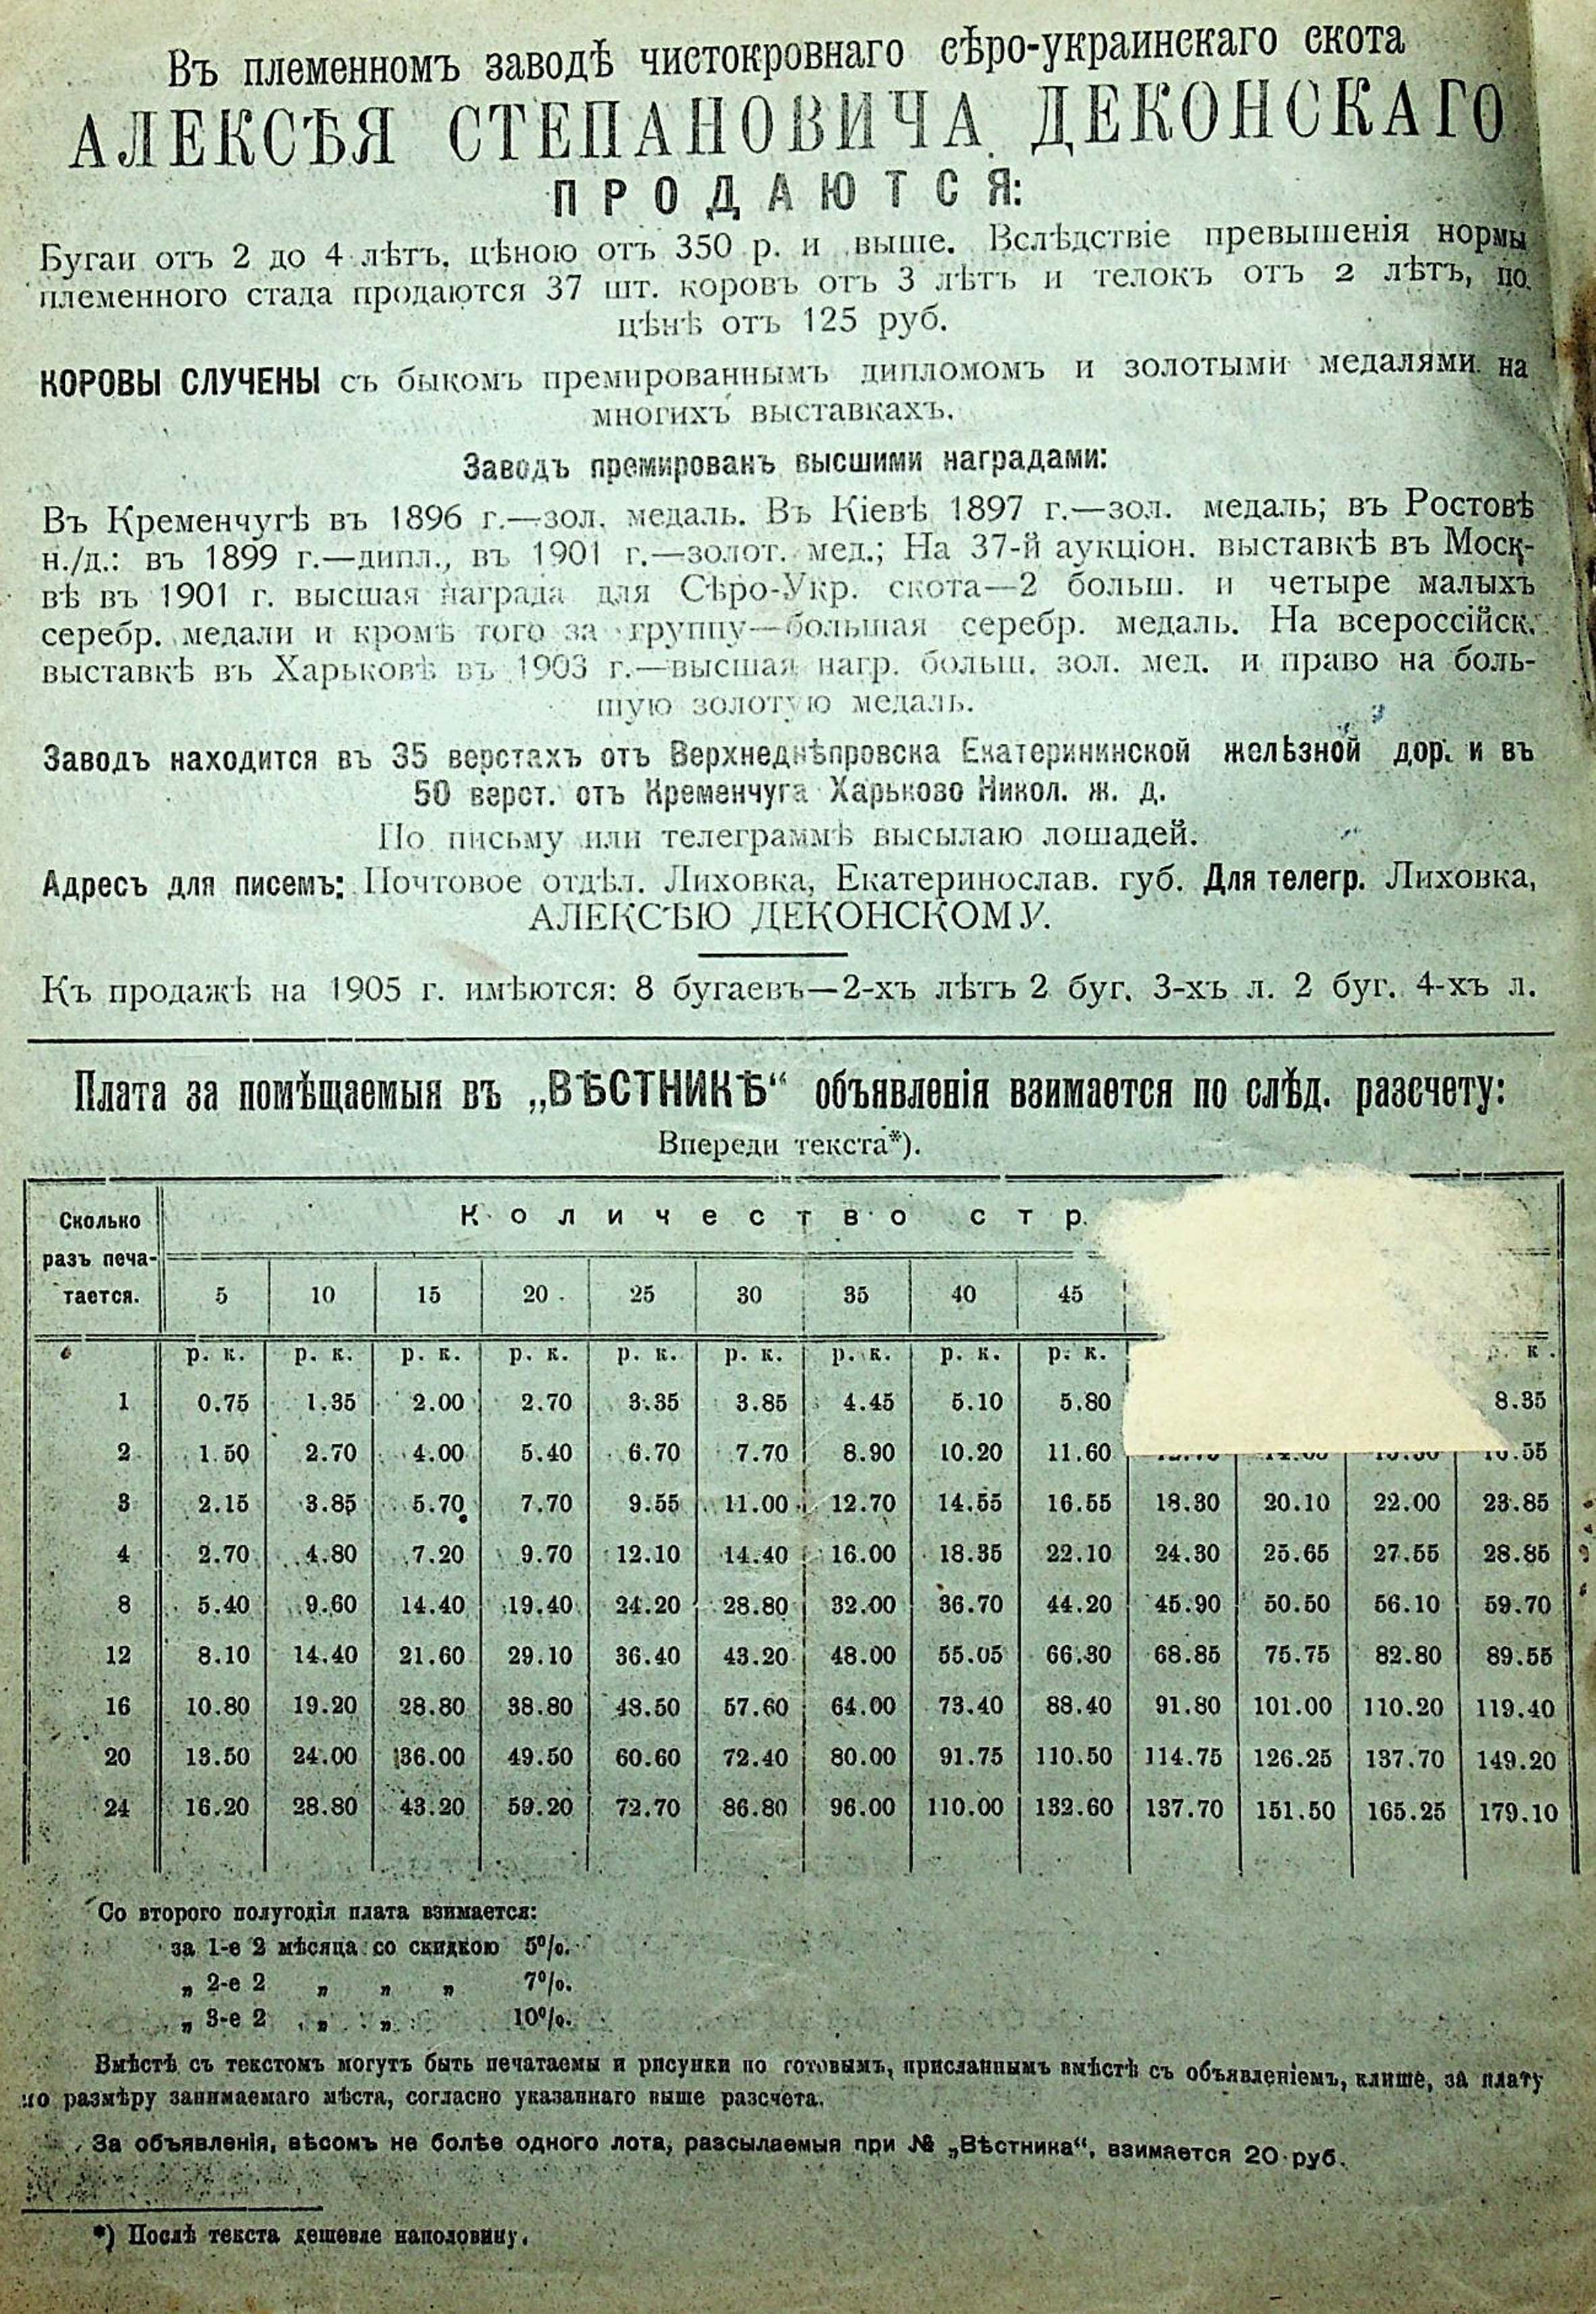 Въ племенномъ заводѣ чистокровнаго сѣро-украинскаго скота
АЛЕКСѢЯ СТЕПАНОВИЧА ДЕКОНСКАГО
ПРОДАЮТСЯ:
Бугаи отъ 2 до 4 лѣтъ, цѣною отъ 350 р. и выше. Вслѣдствіе превышенія нормы
племенного стада продаются 37 шт. коровъ отъ 3 лѣтъ и телокъ отъ 2 лѣтъ, по
цѣнѣ отъ 125 руб.
КОРОВЫ СЛУЧЕНЫ съ быкомъ премированнымъ дипломомъ и золотыми медалями на
многихъ выставкахъ.
Заводъ премированъ высшими наградами:
Въ Кременчугѣ въ 1896 г.—зол. медаль. Въ Кіевѣ 1897 г.—зол. медаль; въ Ростовѣ
н./д.: въ 1899 г.—дипл., въ 1901 г.—золот. мед.; На 37-й аукціон. выставкѣ въ Моск-
вѣ въ 1901 г. высшая награда для Сѣро-Укр. скота—2 больш. и четыре малыхъ
серебр. медали и кромѣ того за группу—большая серебр. медаль. На всероссійск.
выставкѣ въ Харьковѣ въ 1903 г.—высшая нагр. больш. зол. мед. и право на боль-
шую золотую медаль.
Заводъ находится въ 35 верстахъ отъ Верхнеднѣпровска Екатерининской желѣзной дор. и въ
50 верст. отъ Кременчуга Харьково Никол. ж. д.
По письму или телеграммѣ высылаю лошадей.
Адресъ для писемъ: Почтовое отдѣл. Лиховка, Екатеринослав. губ. Для телегр. Лиховка,
АЛЕКСѢЮ ДЕКОНСКОМУ.
Къ продажѣ на 1905 г. имѣются: 8 бугаевъ—2-хъ лѣтъ 2 буг. 3-хъ л. 2 буг. 4-хъ л.
Плата за помѣщаемыя въ „ВѢСТНИКѢ“ объявленія взимается по слѣд. разсчету:
Впереди текста*).
Сколько разъ печа-тается. Количество стр.
5 10 15 20 25 30 35 40 45
р. к. р. к. р. к. р. к. р. к. р. к. р. к. р. к. р. к. р. к.
1 0.75 1.35 2.00 2.70 3.35 3.85 4.45 5.10 5.80 8.35
2 1.50 2.70 4.00 5.40 6.70 7.70 8.90 10.20 11.60
3 2.15 3.85 5.70 7.70 9.55 11.00 12.70 14.55 16.55 18.30 20.10 22.00 23.85
4 2.70 4.80 7.20 9.70 12.10 14.40 16.00 18.35 22.10 24.30 25.65 27.55 28.85
8 5.40 9.60 14.40 19.40 24.20 28.80 32.00 36.70 44.20 45.90 50.50 56.10 59.70
12 8.10 14.40 21.60 29.10 36.40 43.20 48.00 55.05 66.30 68.85 75.75 82.80 89.55
16 10.80 19.20 28.80 38.80 48.50 57.60 64.00 73.40 88.40 91.80 101.00 110.20 119.40
20 13.50 24.00 36.00 49.50 60.60 72.40 80.00 91.75 110.50 114.75 126.25 137.70 149.20
24 16.20 28.80 43.20 59.20 72.70 86.80 96.00 110.00 132.60 137.70 151.50 165.25 179.10
Со второго полугодія плата взимается:
за 1-е 2 мѣсяца со скидкою 5%.
„ 2-е 2 „ „ „ 7%.
„ 3-е 2 „ „ 10%.
Вмѣстѣ съ текстомъ могутъ быть печатаемы и рисунки по готовымъ, присланнымъ вмѣстѣ съ объявленіемъ, клише, за плату
по размѣру занимаемаго мѣста, согласно указаннаго выше разсчета.
За объявленія, вѣсомъ не болѣе одного лота, разсылаемыя при № „Вѣстника“, взимается 20 руб.
*) Послѣ текста дешевле наполовину.